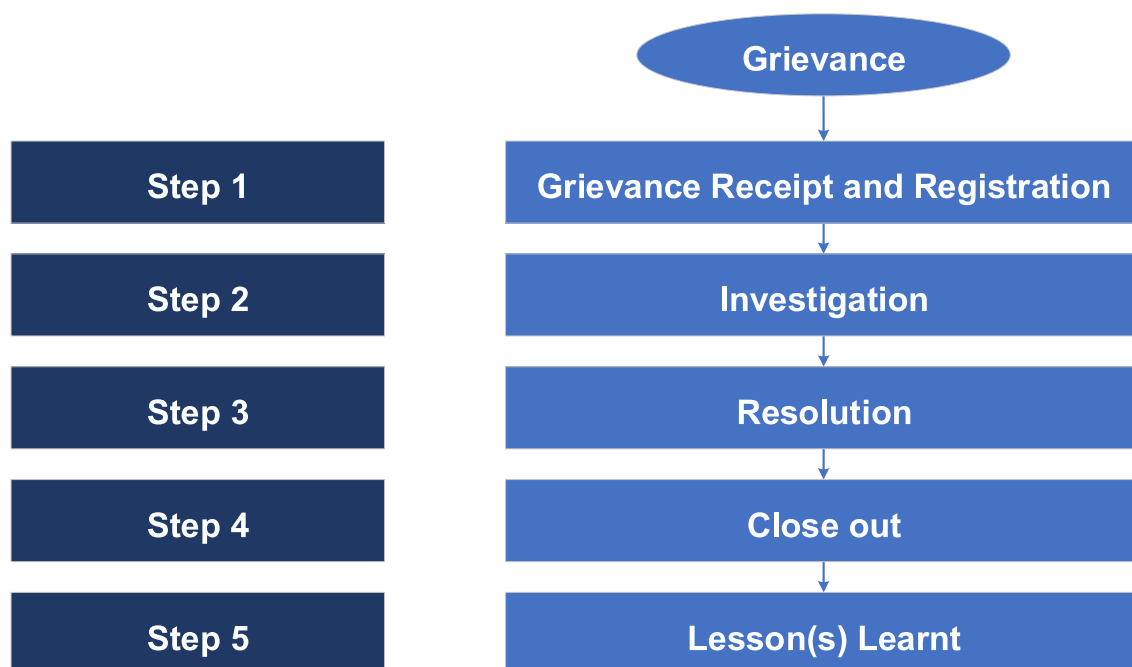 Grievance
Step 1
Grievance Receipt and Registration
Step 2
Investigation
Step 3
Resolution
Step 4
Close out
Step 5
Lesson(s) Learnt